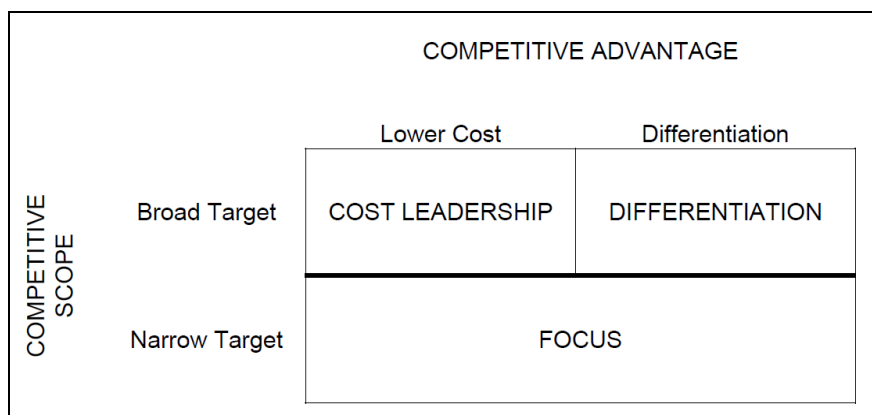 COMPETITIVE ADVANTAGE
Lower Cost Differentiation
COMPETITIVE
SCOPE
Broad Target COST LEADERSHIP DIFFERENTIATION
Narrow Target FOCUS